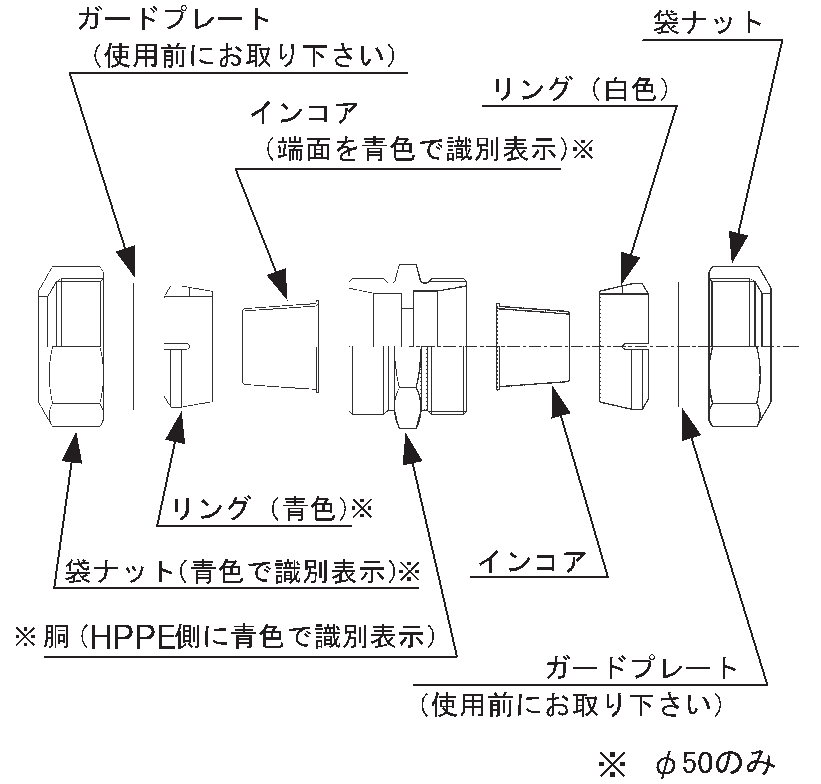 ガードプレート
（使用前にお取り下さい）
袋ナット
リング（白色）
インコア
（端面を青色で識別表示）※
リング（青色）※
袋ナット（青色で識別表示）※
インコア
※胴（HPPE側に青色で識別表示）
ガードプレート
（使用前にお取り下さい）
※　φ50のみ